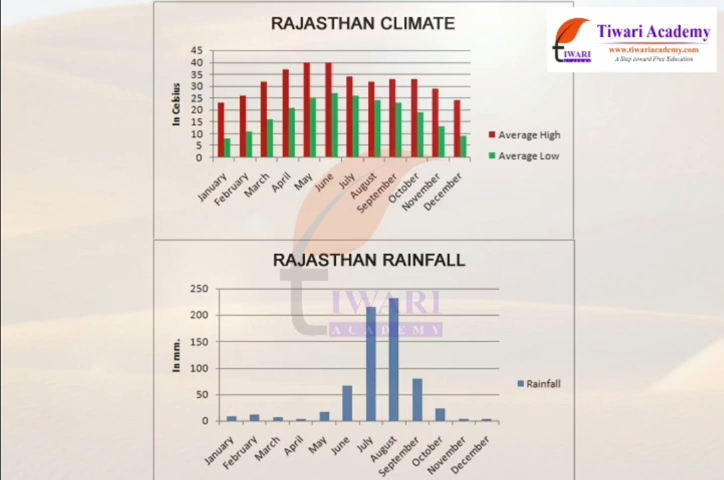 RAJASTHAN CLIMATE
Tiwari Academy
www.tiwariacademy.com
A Step toward Free Education
TIWARI
ACADEMY
In Celsius
45
40
35
30
25
20
15
10
5
0
January
February
March
April
May
June
July
August
September
October
November
December
Average High
Average Low
RAJASTHAN RAINFALL
TIWARI
ACADEMY
In mm.
250
200
150
100
50
0
January
February
March
April
May
June
July
August
September
October
November
December
Rainfall